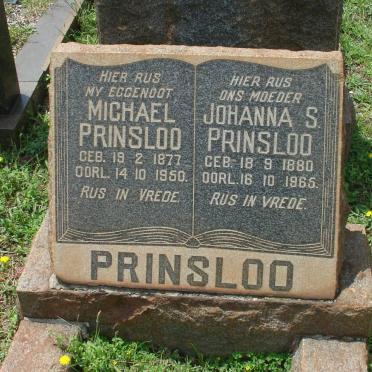 HIER RUS
MY EGGENOOT
MICHAEL
PRINSLOO
GEB. 19 2 1877
OORL. 14 10 1950.
RUS IN VREDE.
HIER RUS
ONS MOEDER
JOHANNA S.
PRINSLOO
GEB. 18 9 1880
OORL. 16 10 1965.
RUS IN VREDE.
PRINSLOO